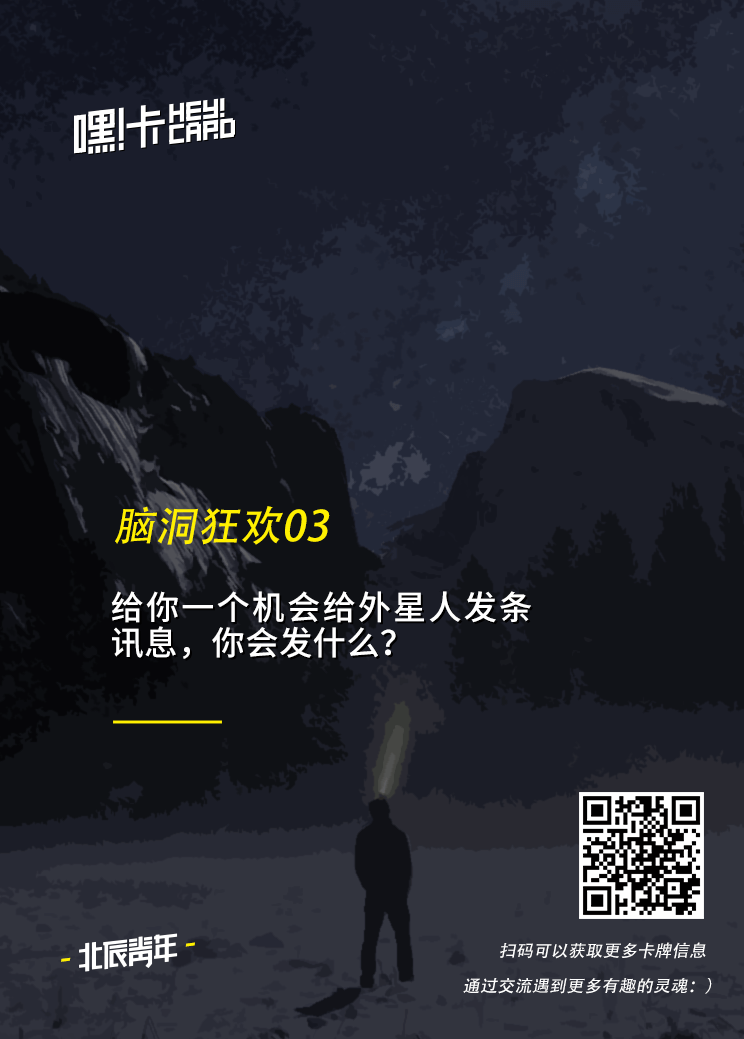 嘿!卡 HEY! CARD
脑洞狂欢03
给你一个机会给外星人发条
讯息，你会发什么？
- 北辰青年 -
扫码可以获取更多卡牌信息
通过交流遇到更多有趣的灵魂：）